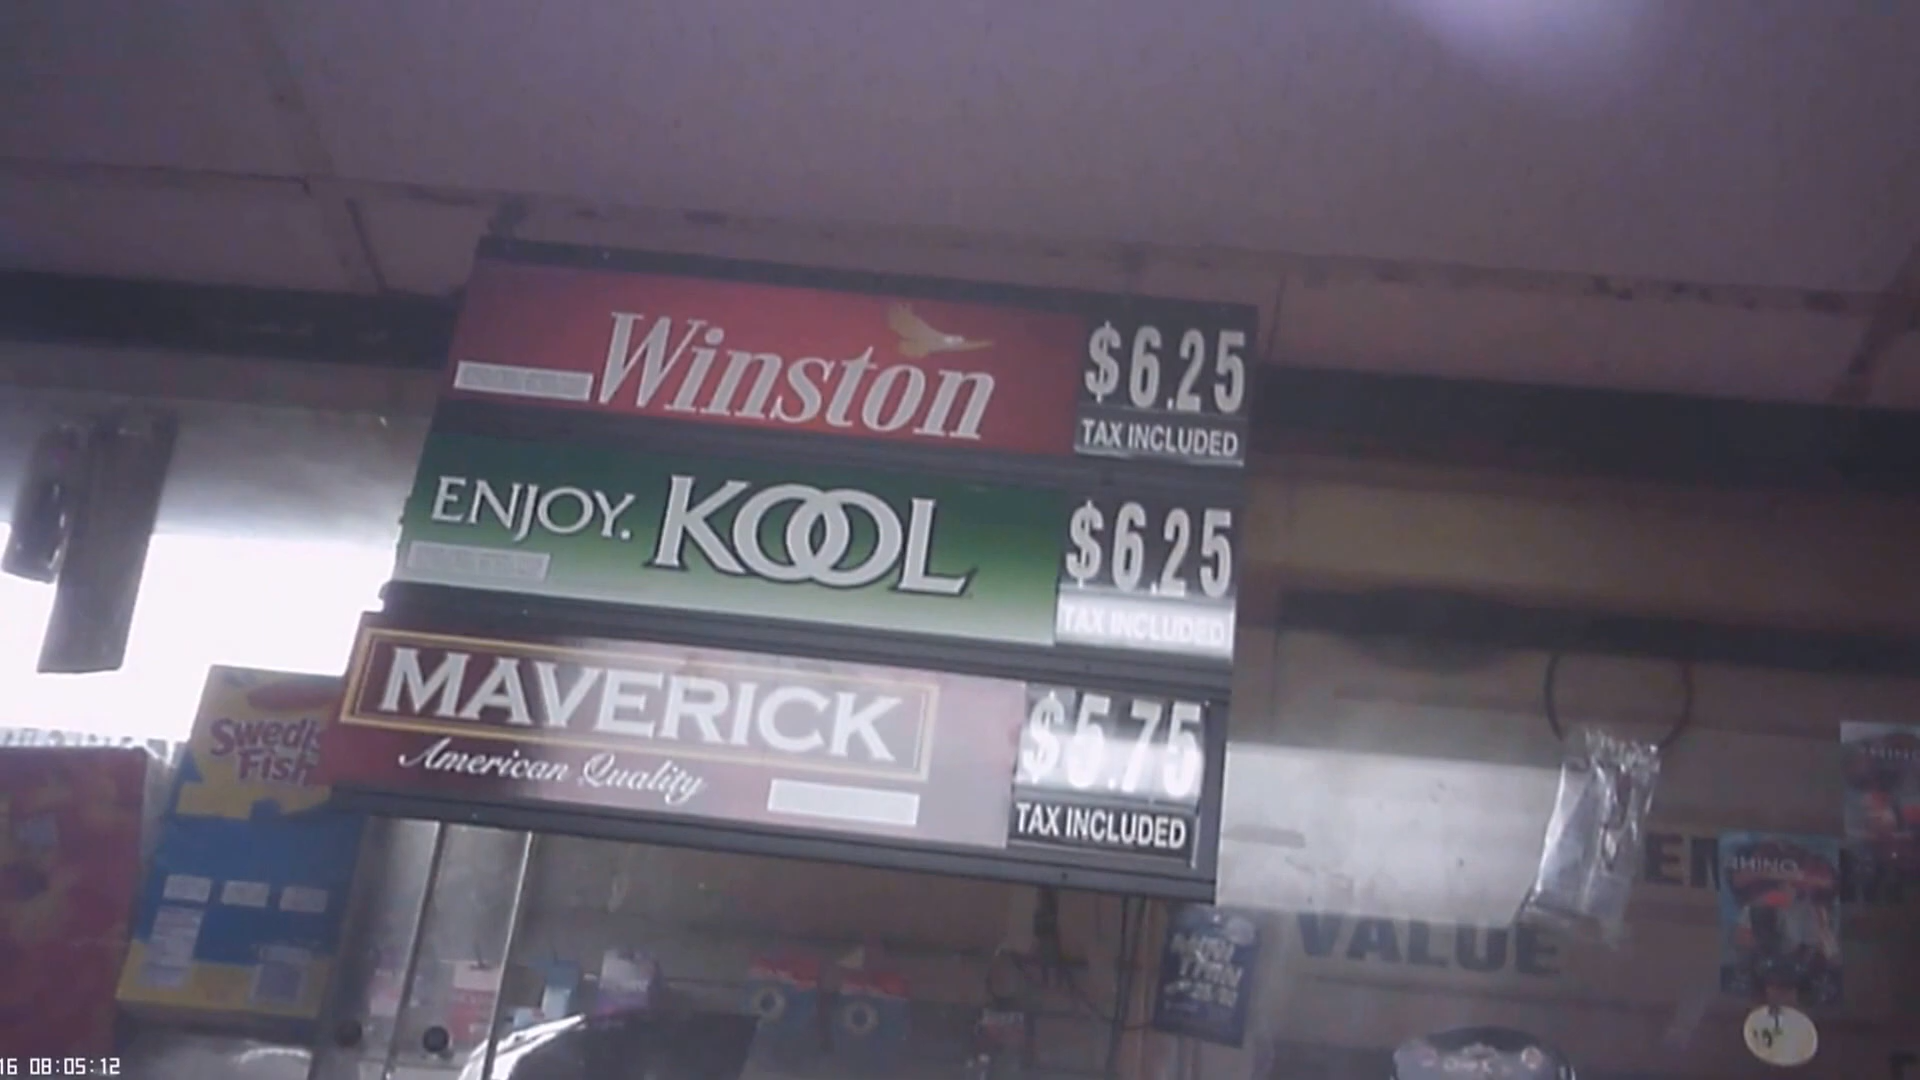 Winston
$6.25
TAX INCLUDED
ENJOY. KOOL
$6.25
TAX INCLUDED
MAVERICK
American Quality
$5.75
TAX INCLUDED
Fish
VALUE
RHINO
16 08:05:12